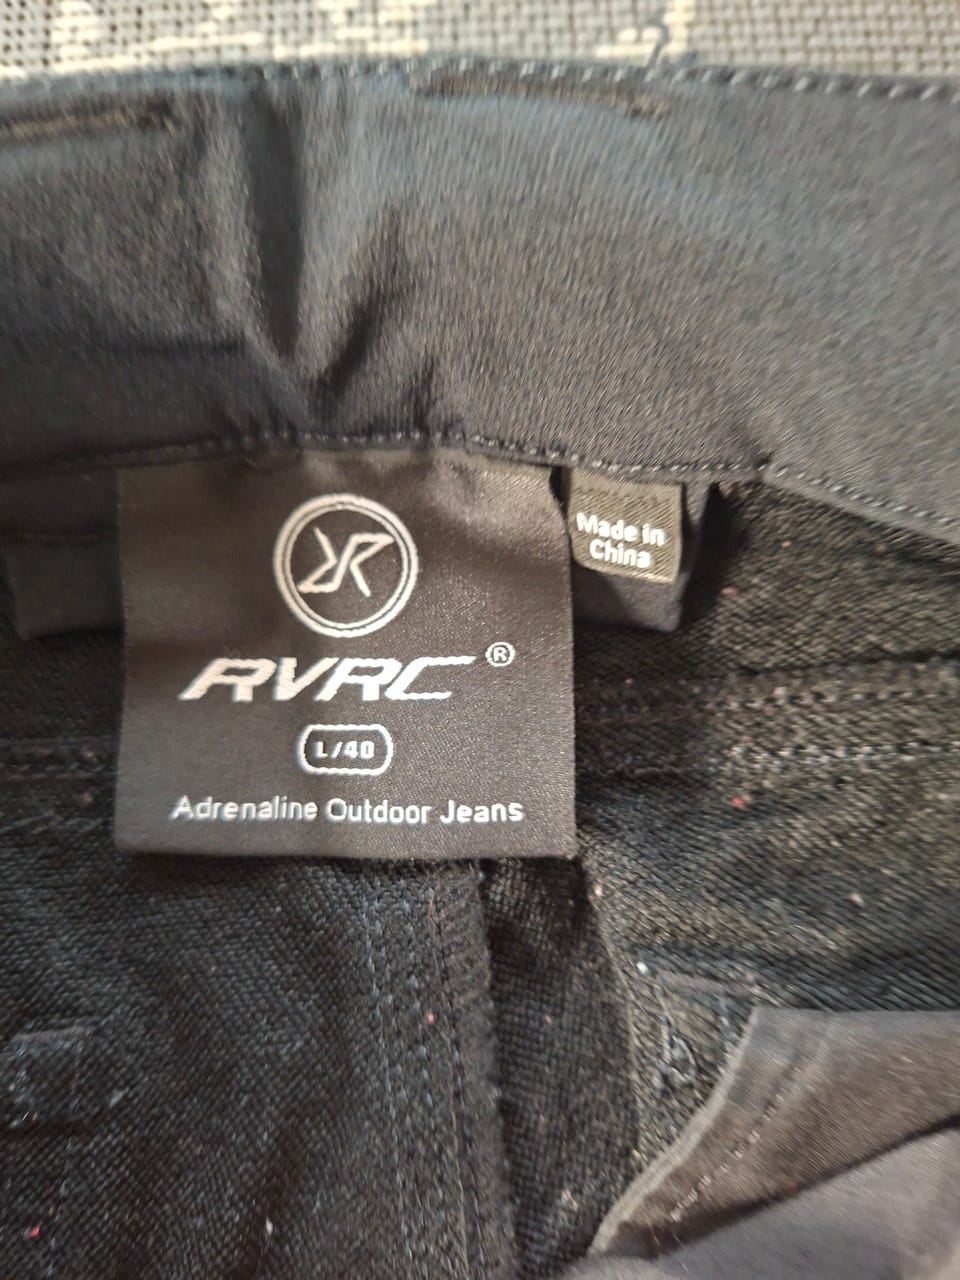 Made in
China
RVRC®
L/40
Adrenaline Outdoor Jeans